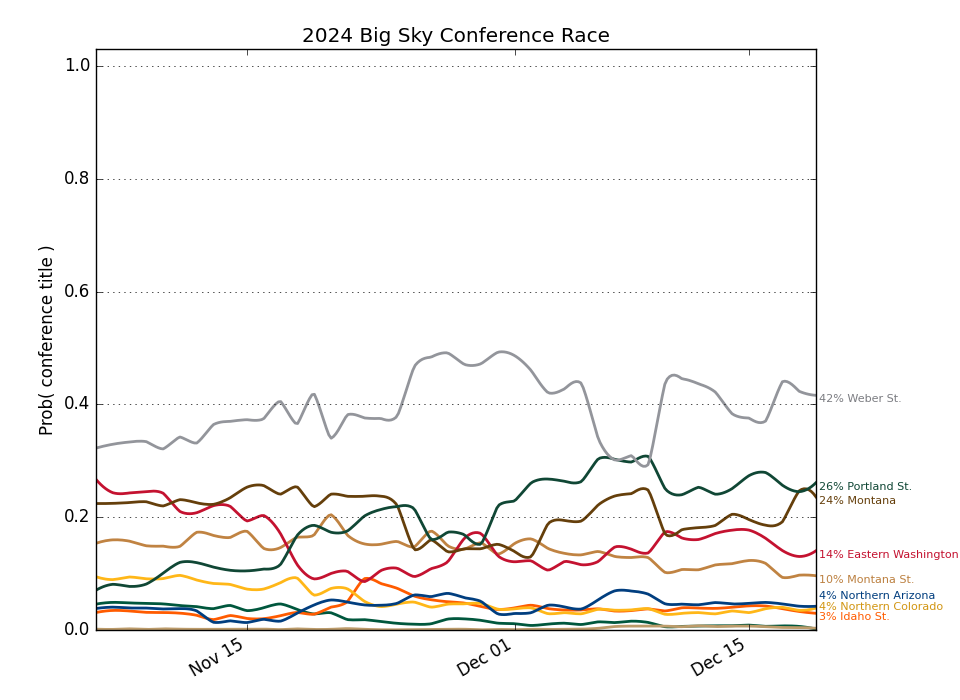 2024 Big Sky Conference Race
Prob( conference title )
1.0
0.8
0.6
0.4
0.2
0.0
Nov 15
Dec 01
Dec 15
42% Weber St.
26% Portland St.
24% Montana
14% Eastern Washington
10% Montana St.
4% Northern Arizona
4% Northern Colorado
3% Idaho St.